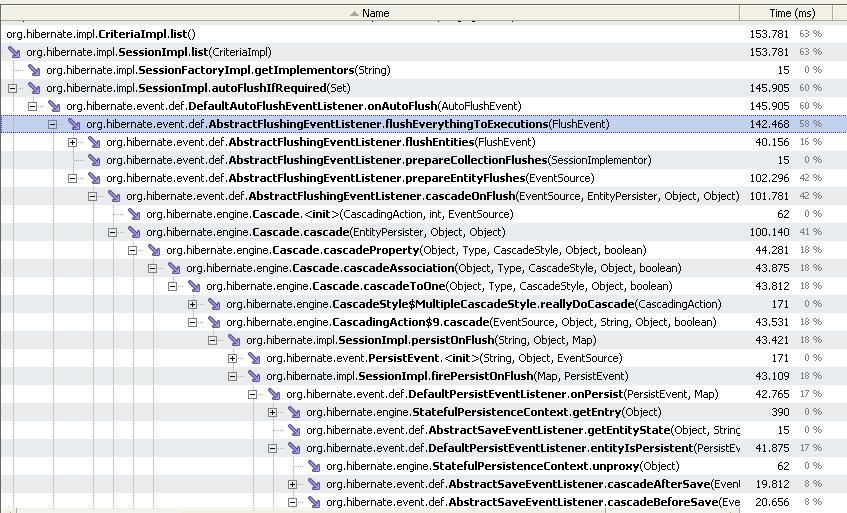 Name Time (ms)
org.hibernate.impl.CriteriaImpl.list() 153.781 63 %
org.hibernate.impl.SessionImpl.list(CriteriaImpl) 153.781 63 %
org.hibernate.impl.SessionFactoryImpl.getImplementors(String) 15 0 %
org.hibernate.impl.SessionImpl.autoFlushIfRequired(Set) 145.905 60 %
org.hibernate.event.def.DefaultAutoFlushEventListener.onAutoFlush(AutoFlushEvent) 145.905 60 %
org.hibernate.event.def.AbstractFlushingEventListener.flushEverythingToExecutions(FlushEvent) 142.468 58 %
org.hibernate.event.def.AbstractFlushingEventListener.flushEntities(FlushEvent) 40.156 16 %
org.hibernate.event.def.AbstractFlushingEventListener.prepareCollectionFlushes(SessionImplementor) 15 0 %
org.hibernate.event.def.AbstractFlushingEventListener.prepareEntityFlushes(EventSource) 102.296 42 %
org.hibernate.event.def.AbstractFlushingEventListener.cascadeOnFlush(EventSource, EntityPersister, Object, Object) 101.781 42 %
org.hibernate.engine.Cascade.<init>(CascadingAction, int, EventSource) 62 0 %
org.hibernate.engine.Cascade.cascade(EntityPersister, Object, Object) 100.140 41 %
org.hibernate.engine.Cascade.cascadeProperty(Object, Type, CascadeStyle, Object, boolean) 44.281 18 %
org.hibernate.engine.Cascade.cascadeAssociation(Object, Type, CascadeStyle, Object, boolean) 43.875 18 %
org.hibernate.engine.Cascade.cascadeToOne(Object, Type, CascadeStyle, Object, boolean) 43.812 18 %
org.hibernate.engine.CascadeStyle$MultipleCascadeStyle.reallyDoCascade(CascadingAction) 171 0 %
org.hibernate.engine.CascadingAction$9.cascade(EventSource, Object, String, Object, boolean) 43.531 18 %
org.hibernate.impl.SessionImpl.persistOnFlush(String, Object, Map) 43.421 18 %
org.hibernate.event.PersistEvent.<init>(String, Object, EventSource) 171 0 %
org.hibernate.impl.SessionImpl.firePersistOnFlush(Map, PersistEvent) 43.109 18 %
org.hibernate.event.def.DefaultPersistEventListener.onPersist(PersistEvent, Map) 42.765 17 %
org.hibernate.engine.StatefulPersistenceContext.getEntry(Object) 390 0 %
org.hibernate.event.def.AbstractSaveEventListener.getEntityState(Object, String 15 0 %
org.hibernate.event.def.DefaultPersistEventListener.entityIsPersistent(PersistEv 41.875 17 %
org.hibernate.engine.StatefulPersistenceContext.unproxy(Object) 62 0 %
org.hibernate.event.def.AbstractSaveEventListener.cascadeAfterSave(Event 19.812 8 %
org.hibernate.event.def.AbstractSaveEventListener.cascadeBeforeSave(Eve 20.656 8 %